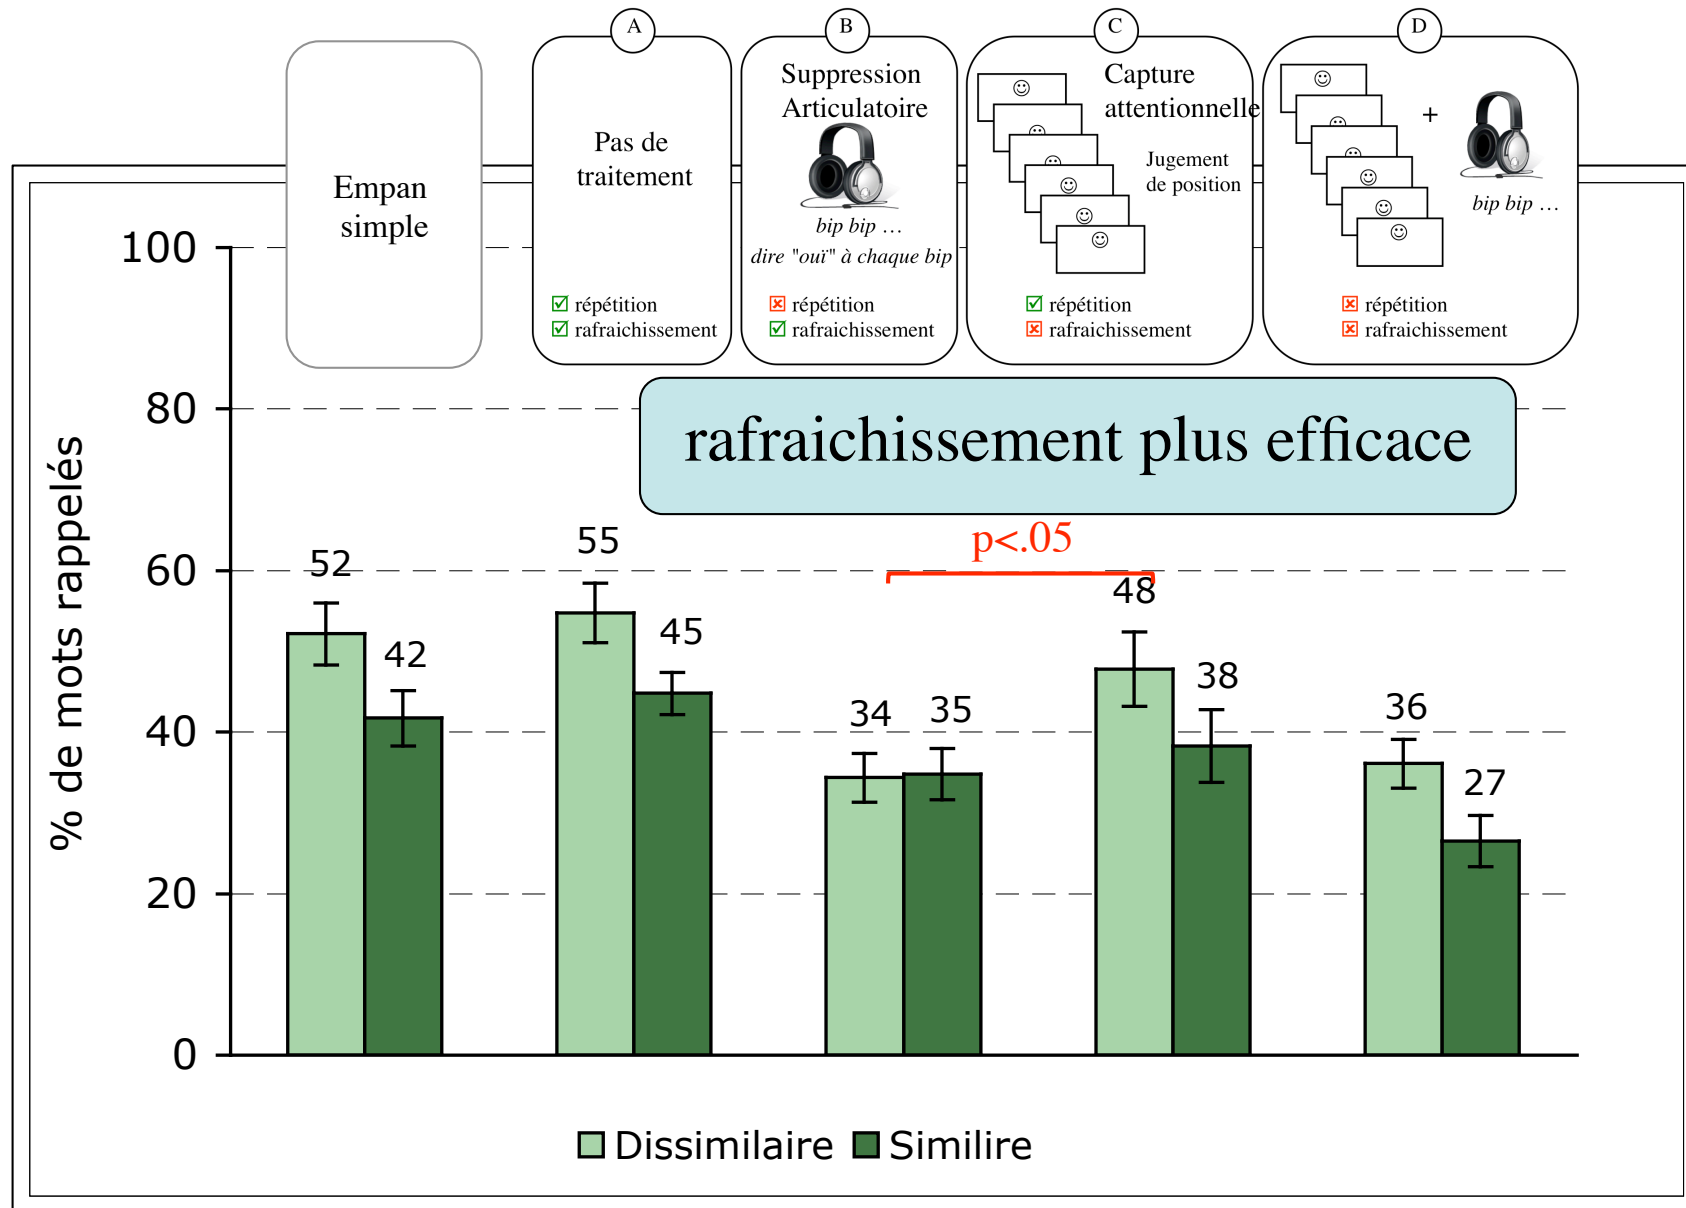 A
B
C
D
Empan
simple
Pas de
traitement
répétition
rafraichissement
Suppression
Articulatoire
bip bip …
dire "ouï" à chaque bip
répétition
rafraichissement
Capture
attentionnelle
Jugement
de position
répétition
rafraichissement
+
bip bip …
répétition
rafraichissement
rafraichissement plus efficace
p<.05
% de mots rappelés
100
80
60
40
20
0
52
42
55
45
34
35
48
38
36
27
Dissimilaire
Similire